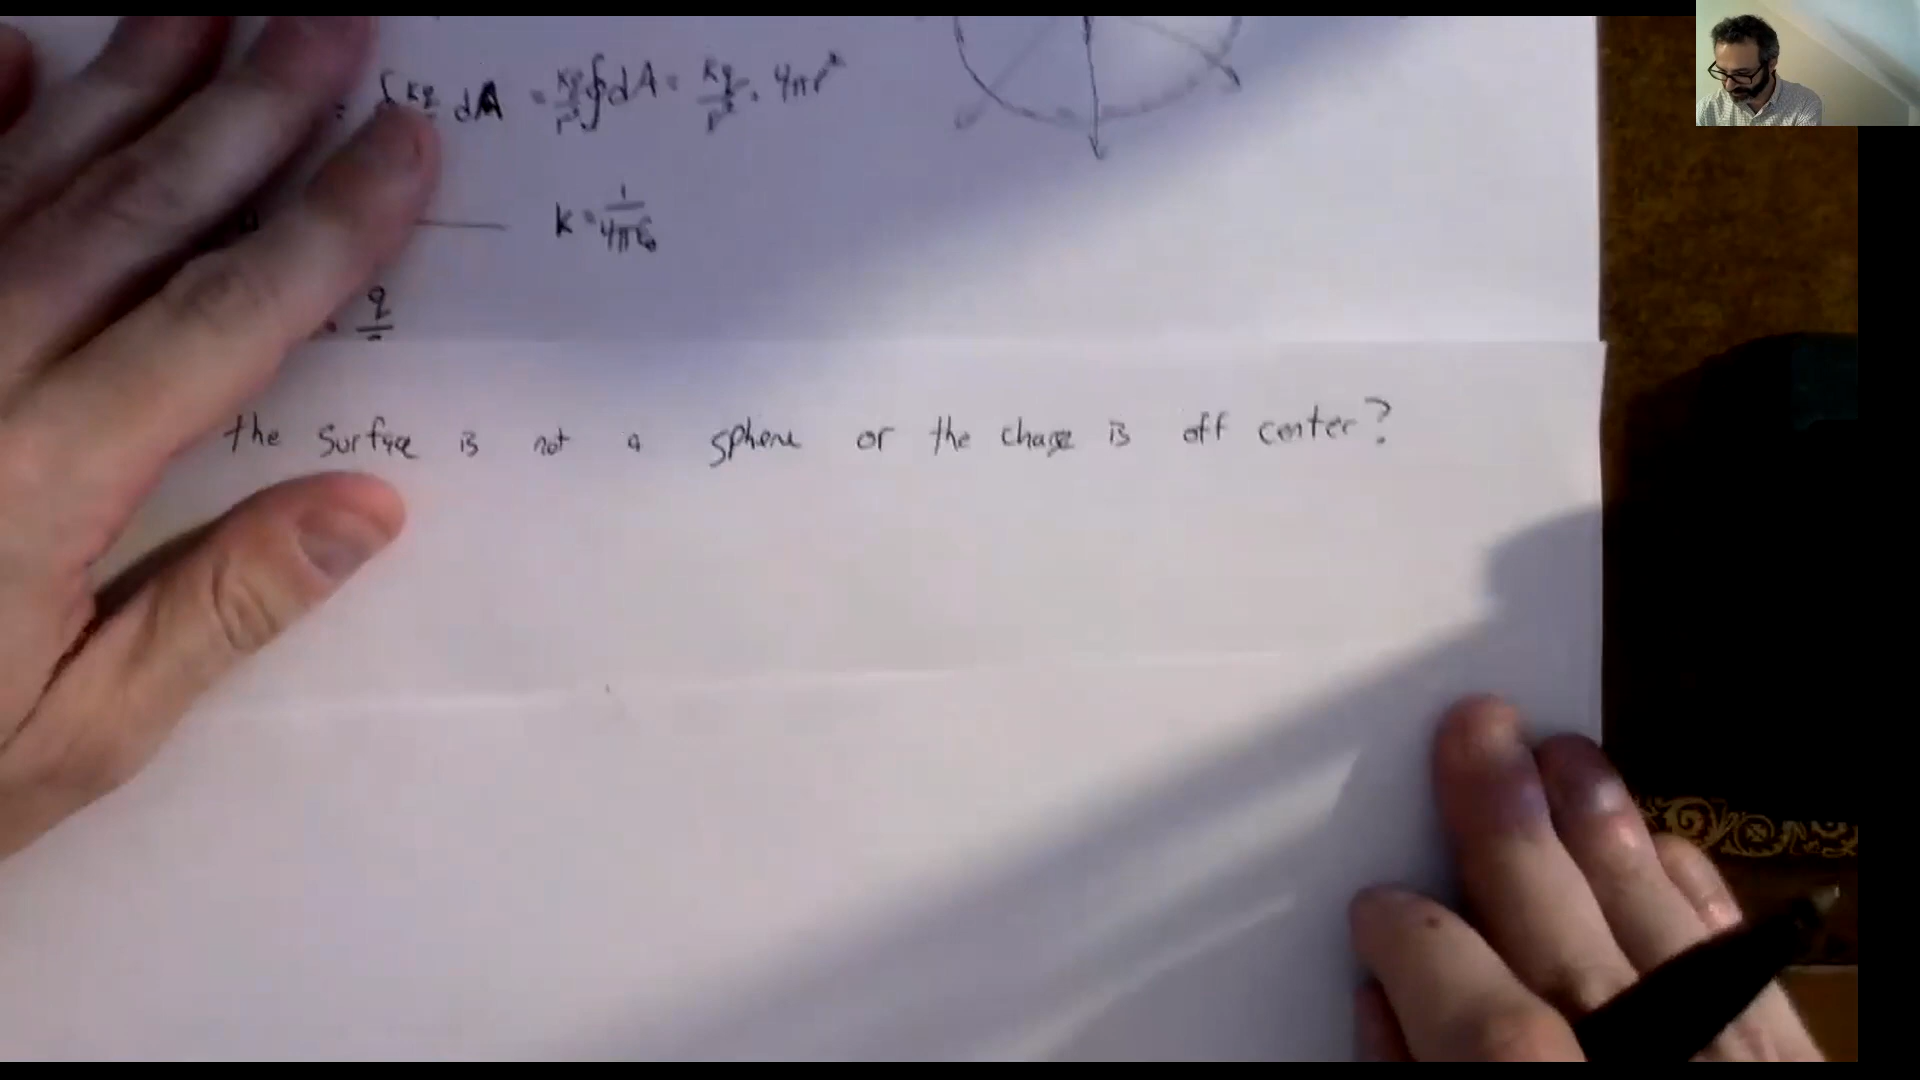 = ∮ kq dA = kq/r² ∮dA = kq/r² · 4πr²
k = 1/4πε₀
= q
the surface is not a sphere or the charge is off center?